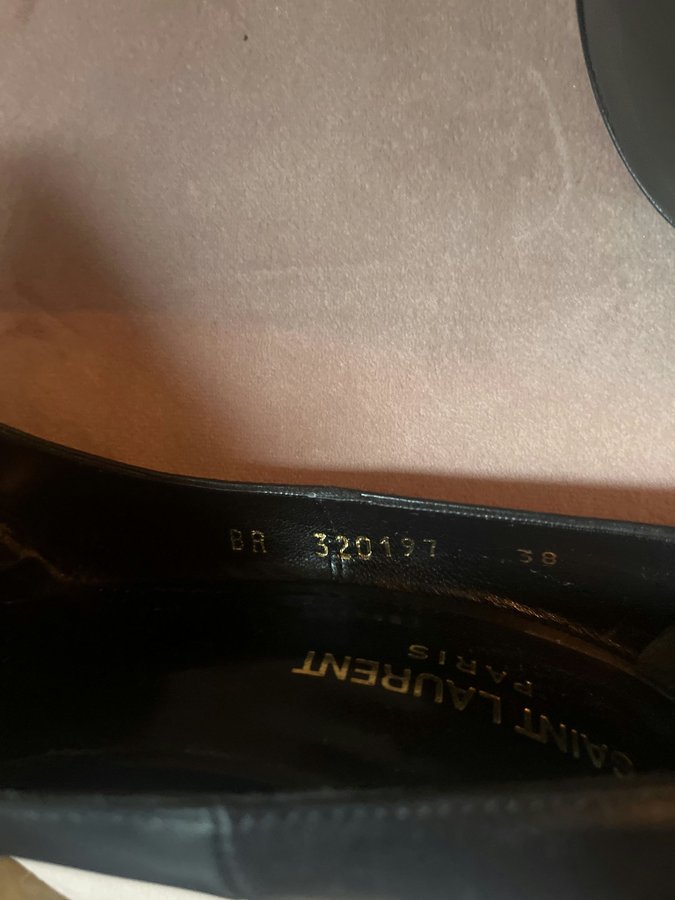 BR 320197 38
SAINT LAURENT
PARIS